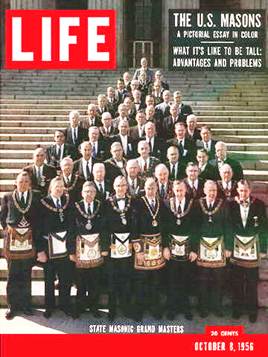 LIFE
THE U.S. MASONS
A PICTORIAL ESSAY IN COLOR
WHAT IT'S LIKE TO BE TALL:
ADVANTAGES AND PROBLEMS
STATE MASONIC GRAND MASTERS
20 CENTS
OCTOBER 8, 1956